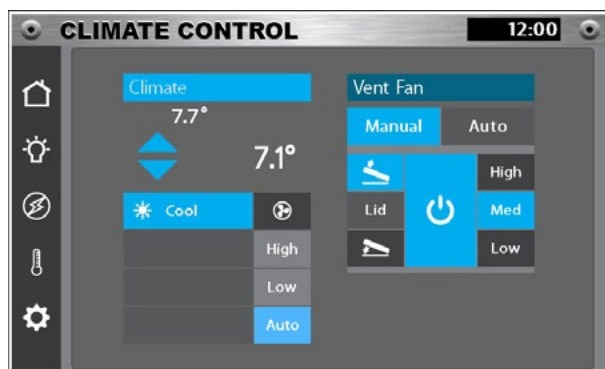 CLIMATE CONTROL
12:00
Climate
7.7°
7.1°
Cool
High
Low
Auto
Vent Fan
Manual
Auto
High
Lid
Med
Low